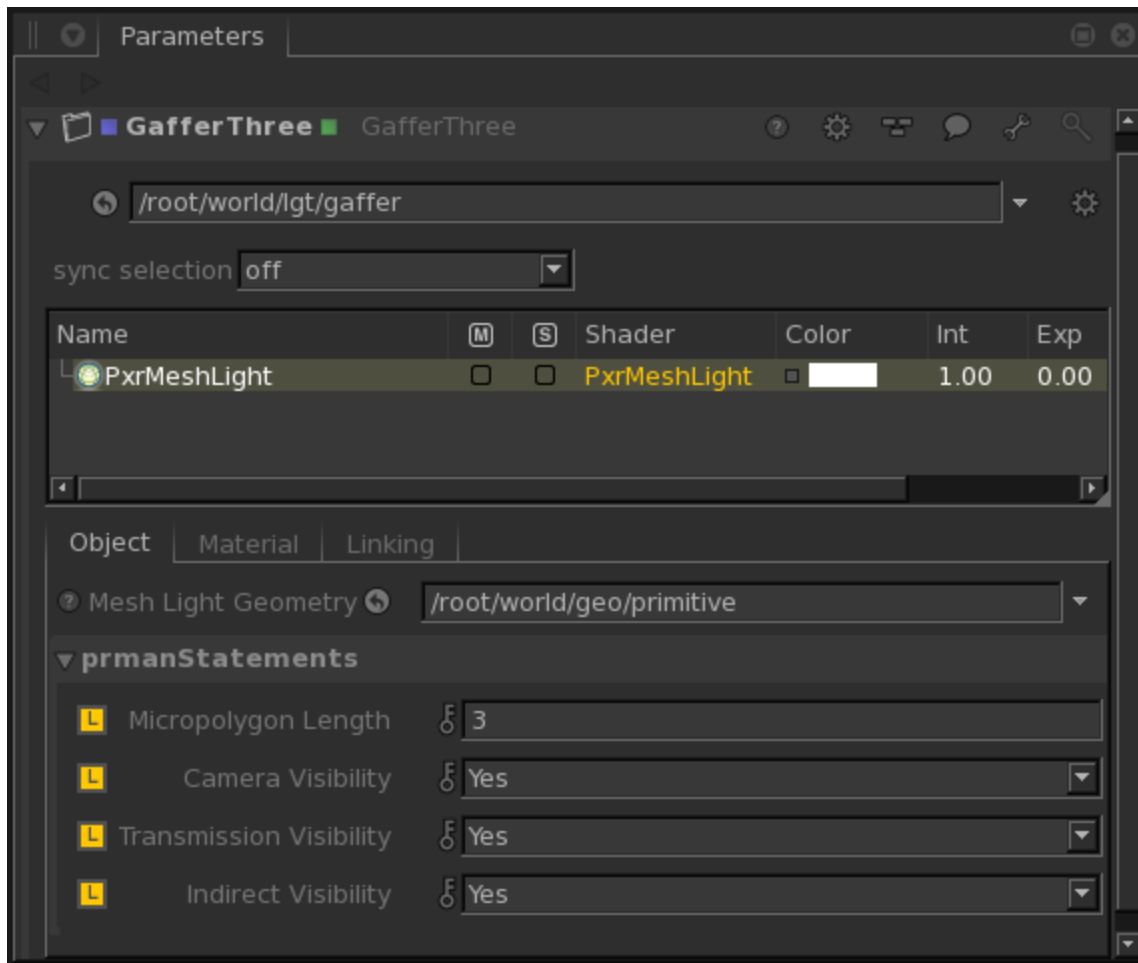 Parameters
GafferThree GafferThree
/root/world/lgt/gaffer
sync selection off
Name M S Shader Color Int Exp
PxrMeshLight PxrMeshLight 1.00 0.00
Object Material Linking
Mesh Light Geometry /root/world/geo/primitive
prmanStatements
L Micropolygon Length 3
L Camera Visibility Yes
L Transmission Visibility Yes
L Indirect Visibility Yes